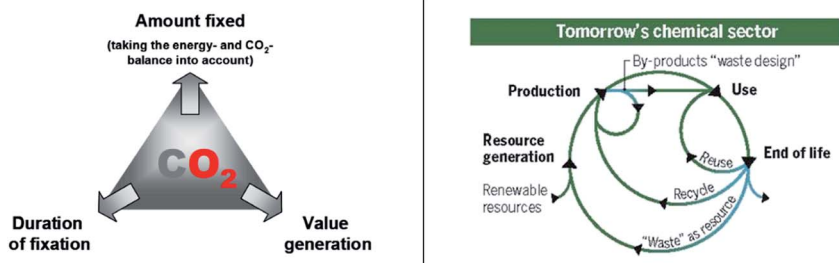 Amount fixed
(taking the energy- and CO₂-
balance into account)
CO₂
Duration
of fixation
Value
generation
Tomorrow's chemical sector
By-products “waste design”
Production
Use
Resource
generation
End of life
Reuse
Renewable
resources
Recycle
“Waste” as resource